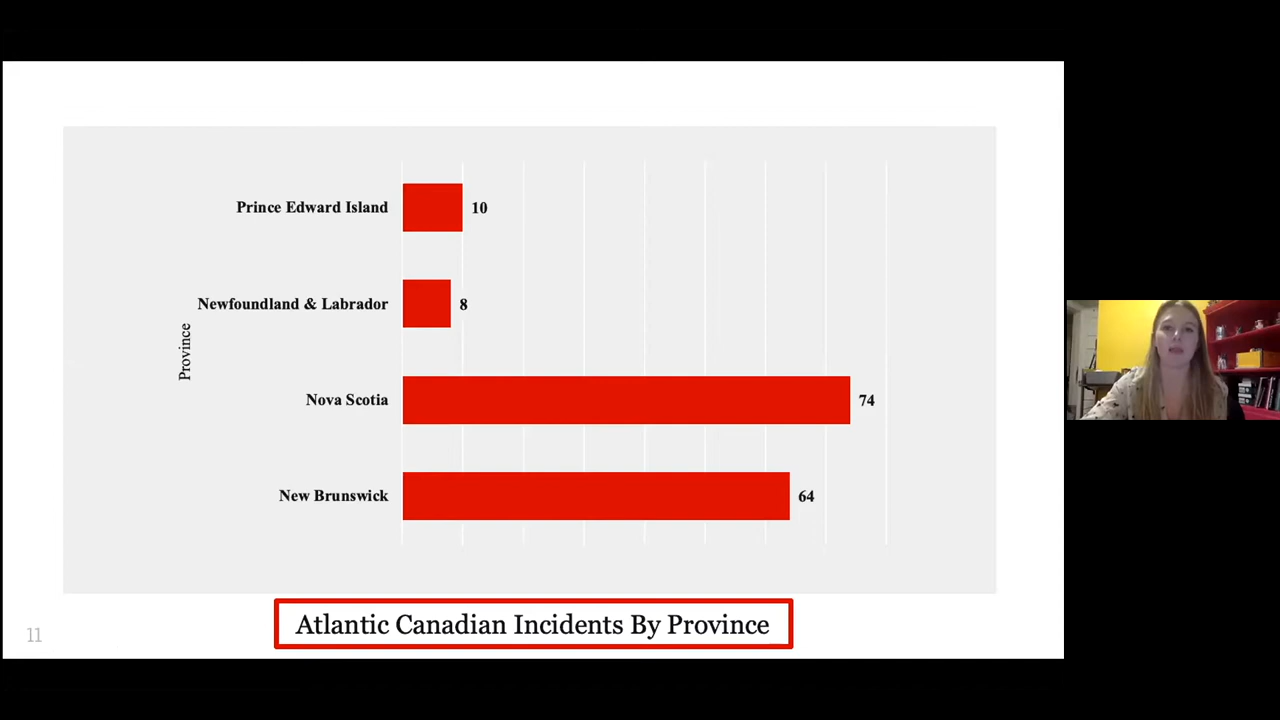 Prince Edward Island 10
Newfoundland & Labrador 8
Province
Nova Scotia 74
New Brunswick 64
Atlantic Canadian Incidents By Province
11